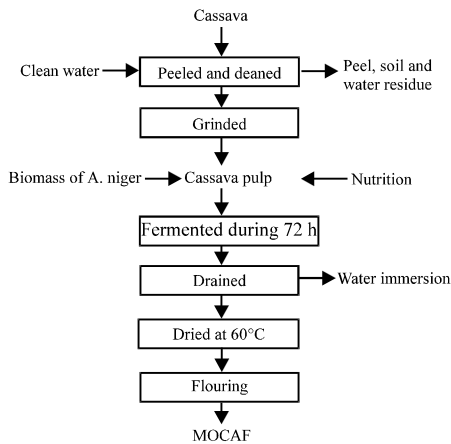 Cassava
Clean water
Peeled and deaned
Peel, soil and
water residue
Grinded
Biomass of A. niger
Cassava pulp
Nutrition
Fermented during 72 h
Drained
Water immersion
Dried at 60°C
Flouring
MOCAF